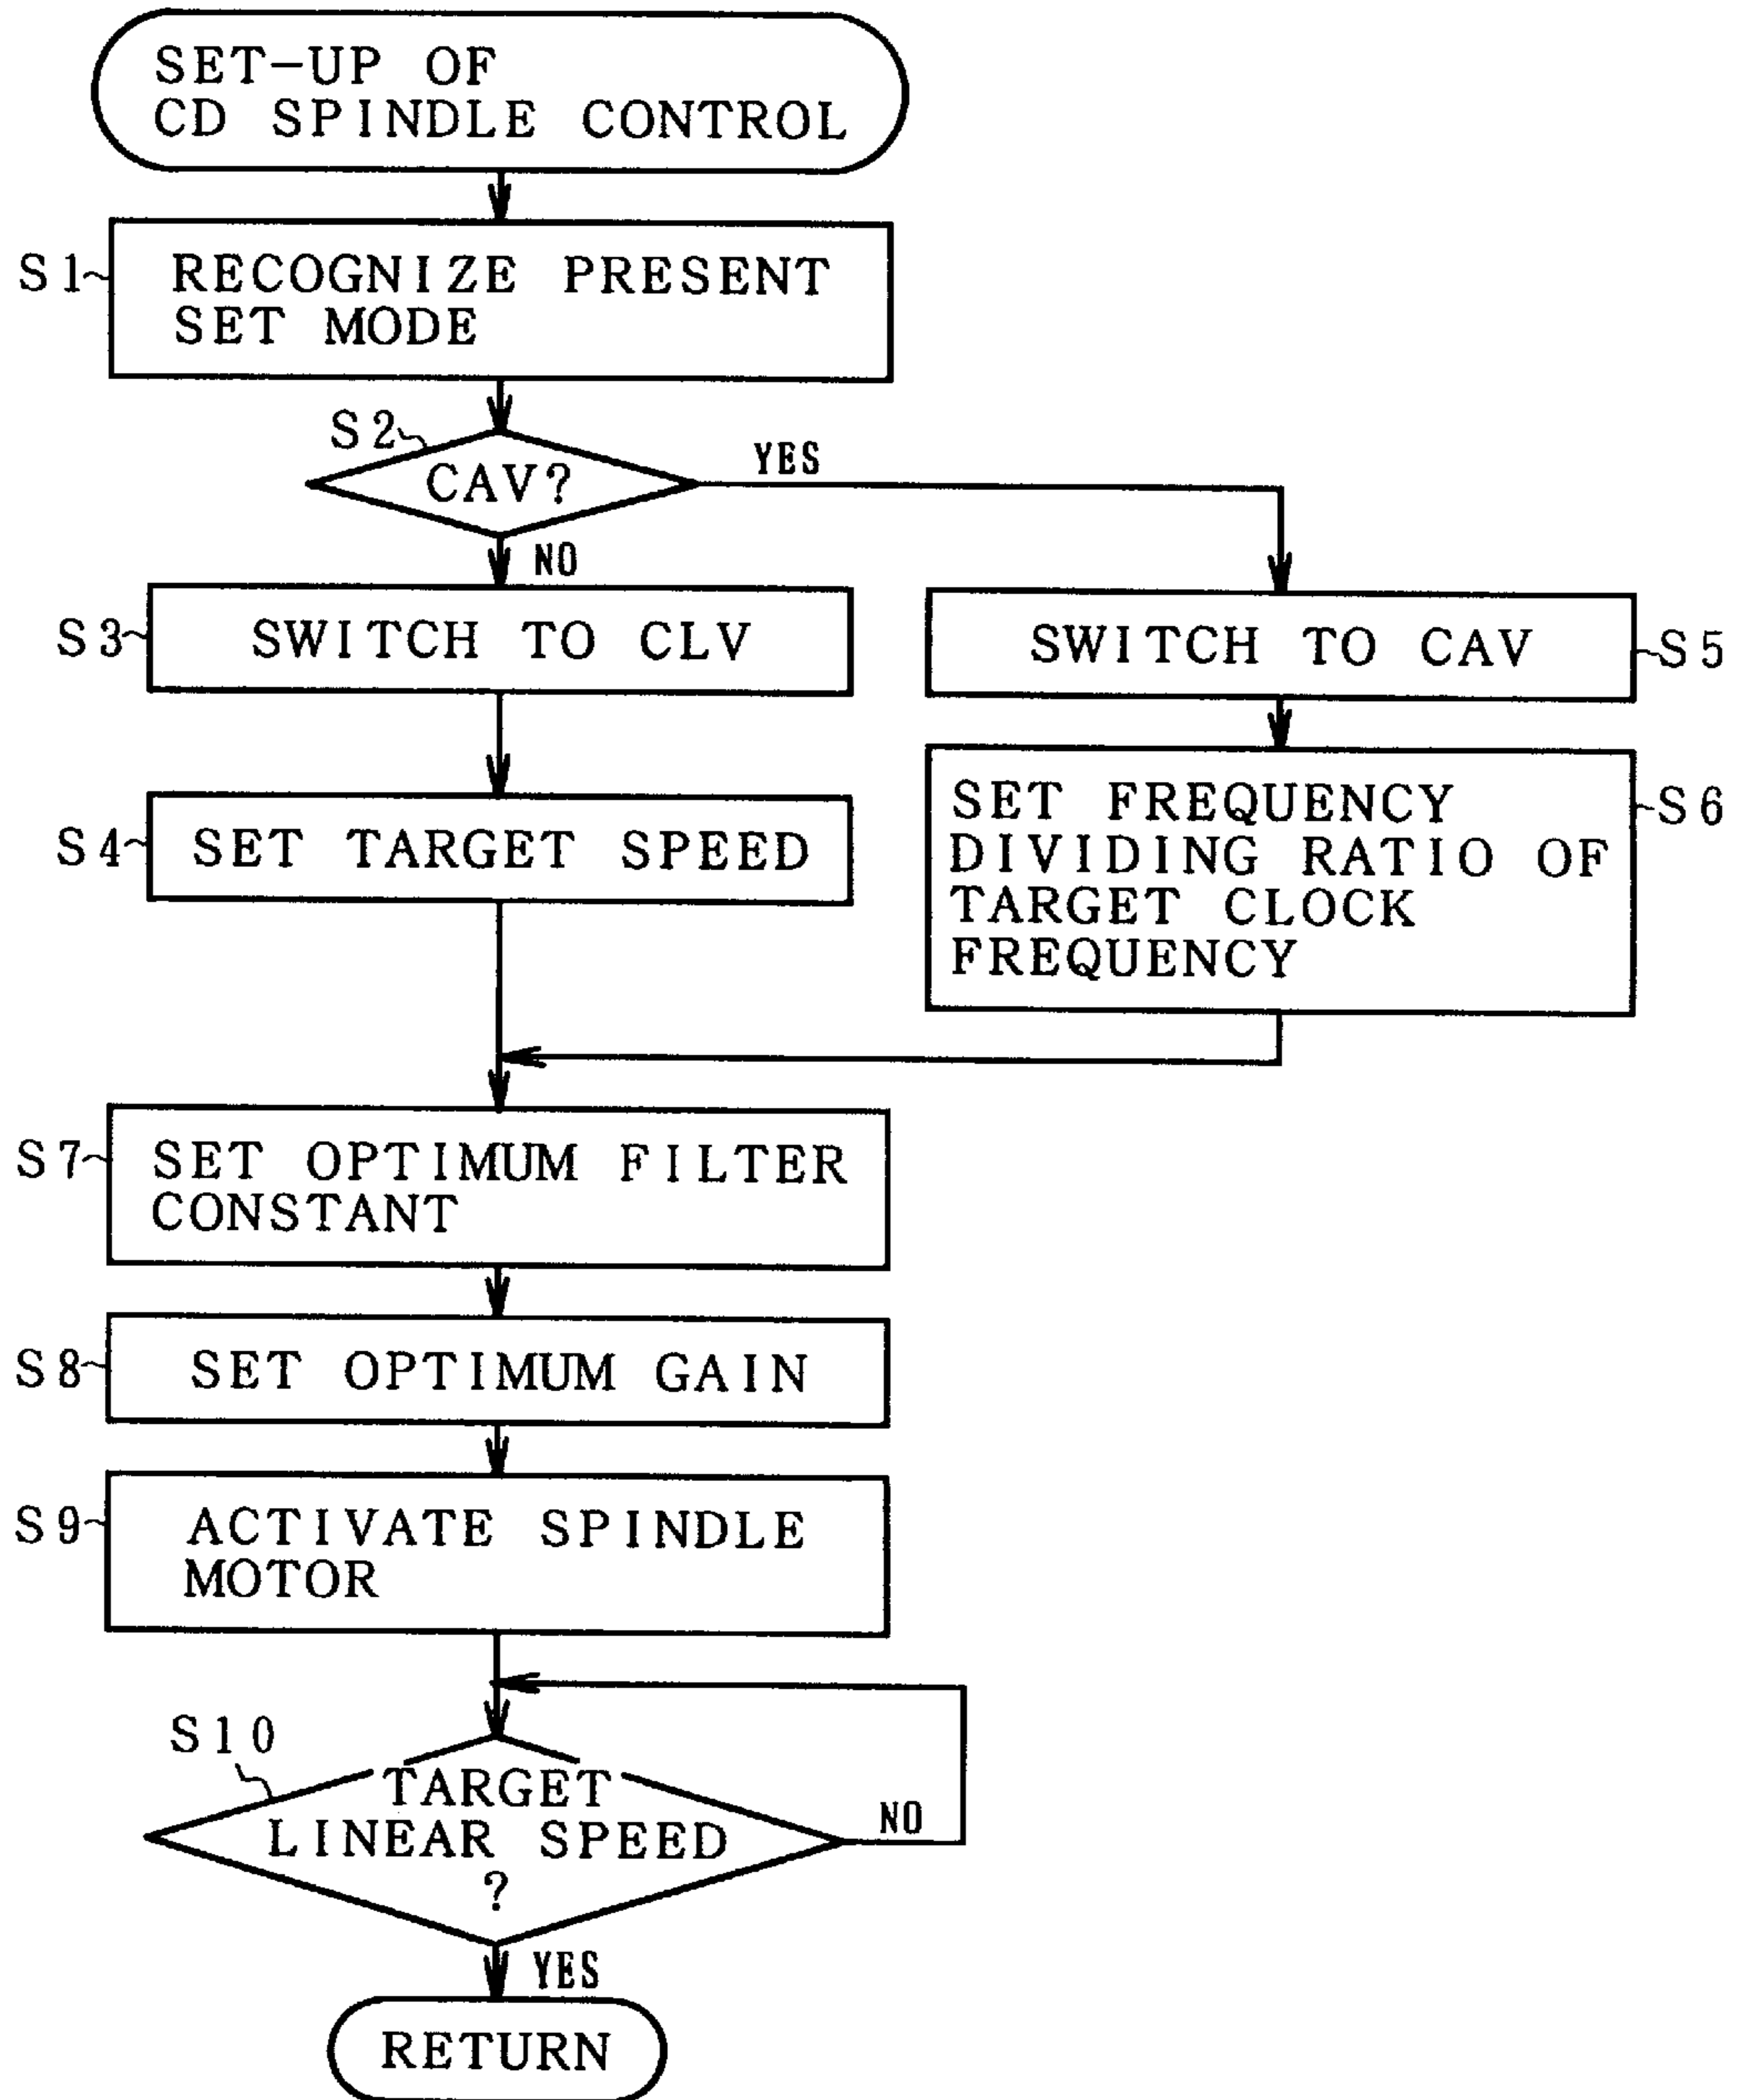 SET-UP OF
CD SPINDLE CONTROL
S1
RECOGNIZE PRESENT
SET MODE
S2
CAV?
YES
NO
S3
SWITCH TO CLV
SWITCH TO CAV
S5
S4
SET TARGET SPEED
SET FREQUENCY
DIVIDING RATIO OF
TARGET CLOCK
FREQUENCY
S6
S7
SET OPTIMUM FILTER
CONSTANT
S8
SET OPTIMUM GAIN
S9
ACTIVATE SPINDLE
MOTOR
S10
TARGET
LINEAR SPEED
?
NO
YES
RETURN